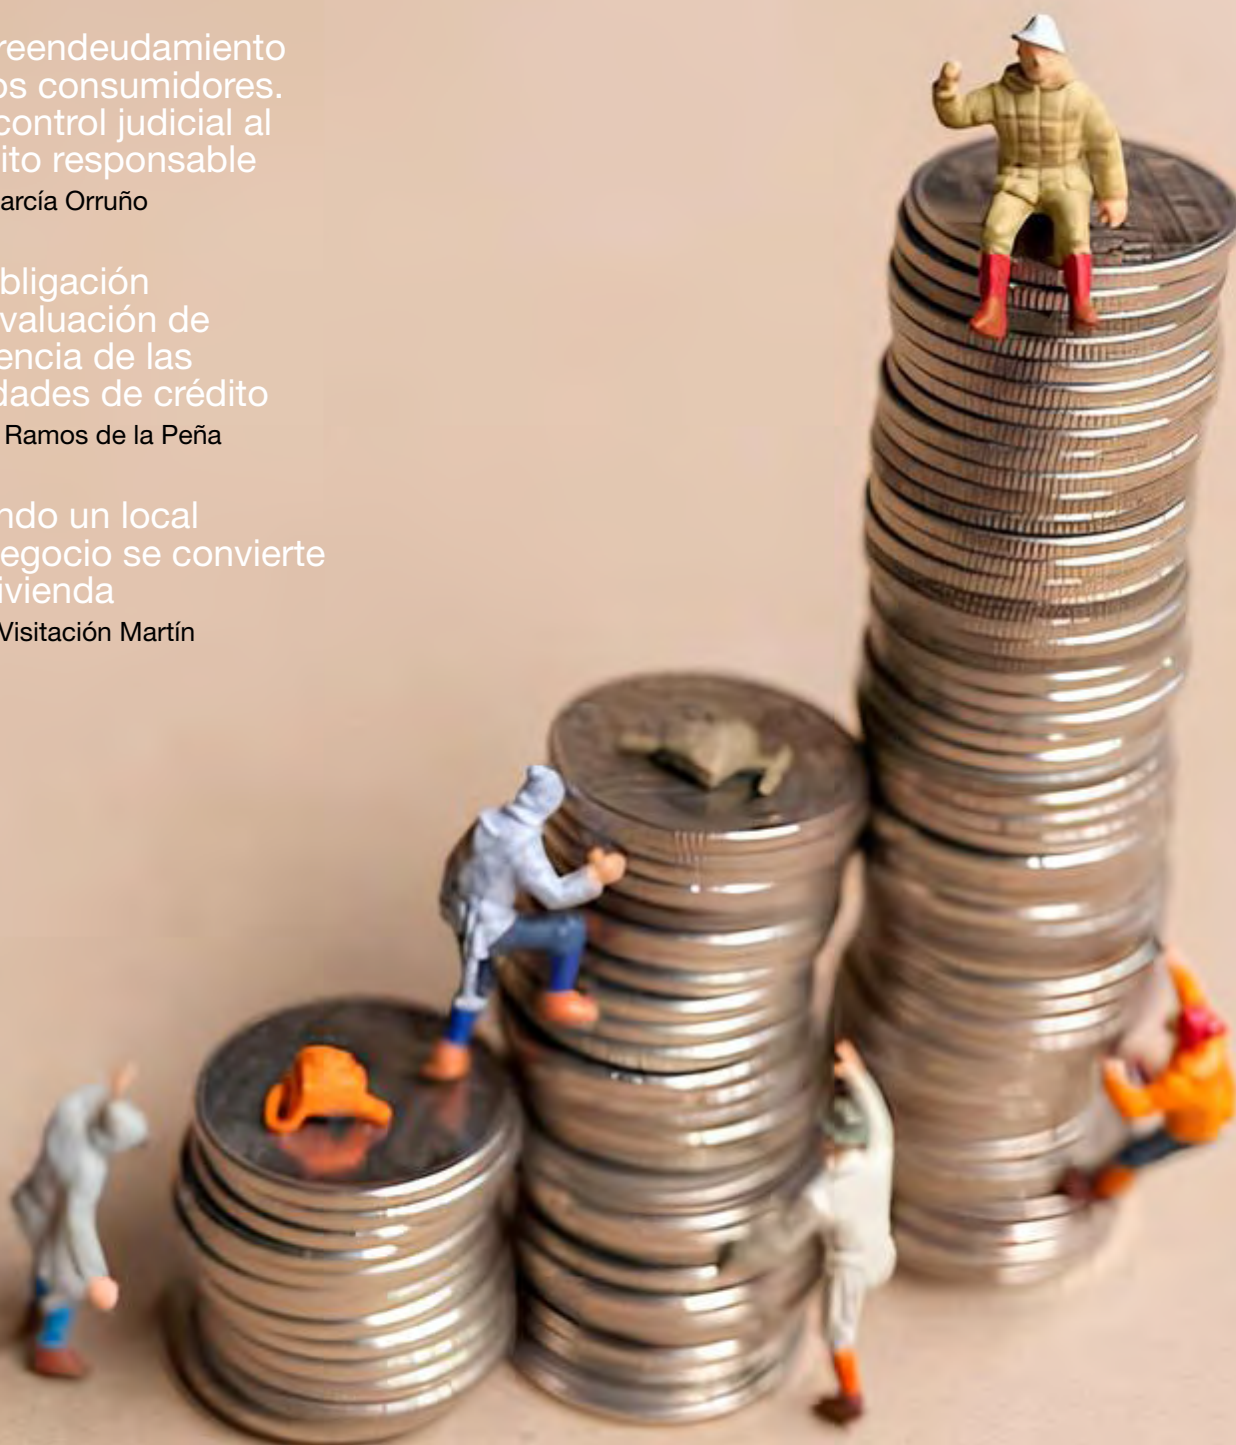 reendeudamiento
os consumidores.
control judicial al
ito responsable
arcía Orruño
bligación
valuación de
encia de las
dades de crédito
Ramos de la Peña
ndo un local
egocio se convierte
ivienda
Visitación Martín